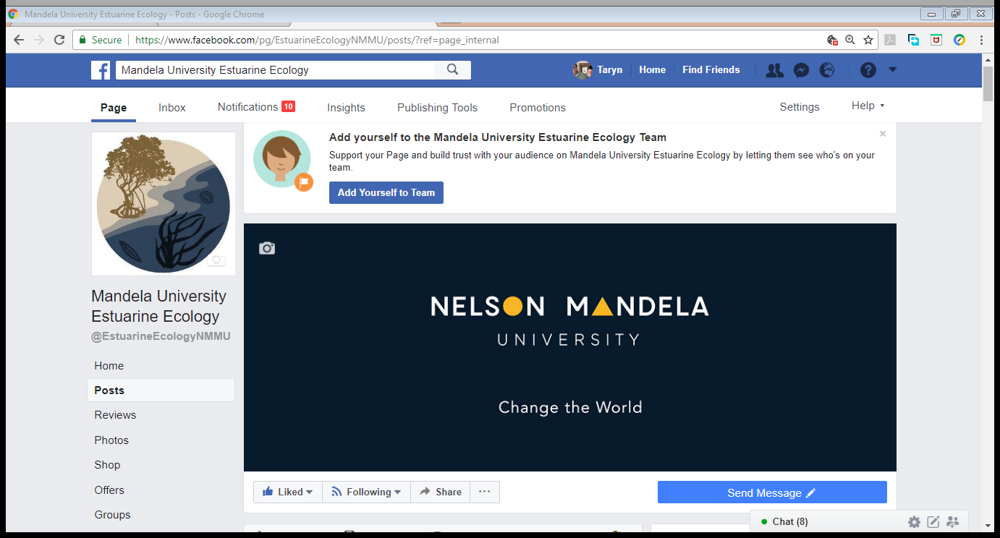 Mandela University Estuarine Ecology - Posts - Google Chrome
Secure https://www.facebook.com/pg/EstuarineEcologyNMMU/posts/?ref=page_internal
Mandela University Estuarine Ecology
Taryn Home Find Friends
Page Inbox Notifications 10 Insights Publishing Tools Promotions Settings Help
Add yourself to the Mandela University Estuarine Ecology Team
Support your Page and build trust with your audience on Mandela University Estuarine Ecology by letting them see who's on your
team.
Add Yourself to Team
NELSON MANDELA
UNIVERSITY
Change the World
Mandela University
Estuarine Ecology
@EstuarineEcologyNMMU
Home
Posts
Reviews
Photos
Shop
Offers
Groups
Liked Following Share ... Send Message
Chat (8)